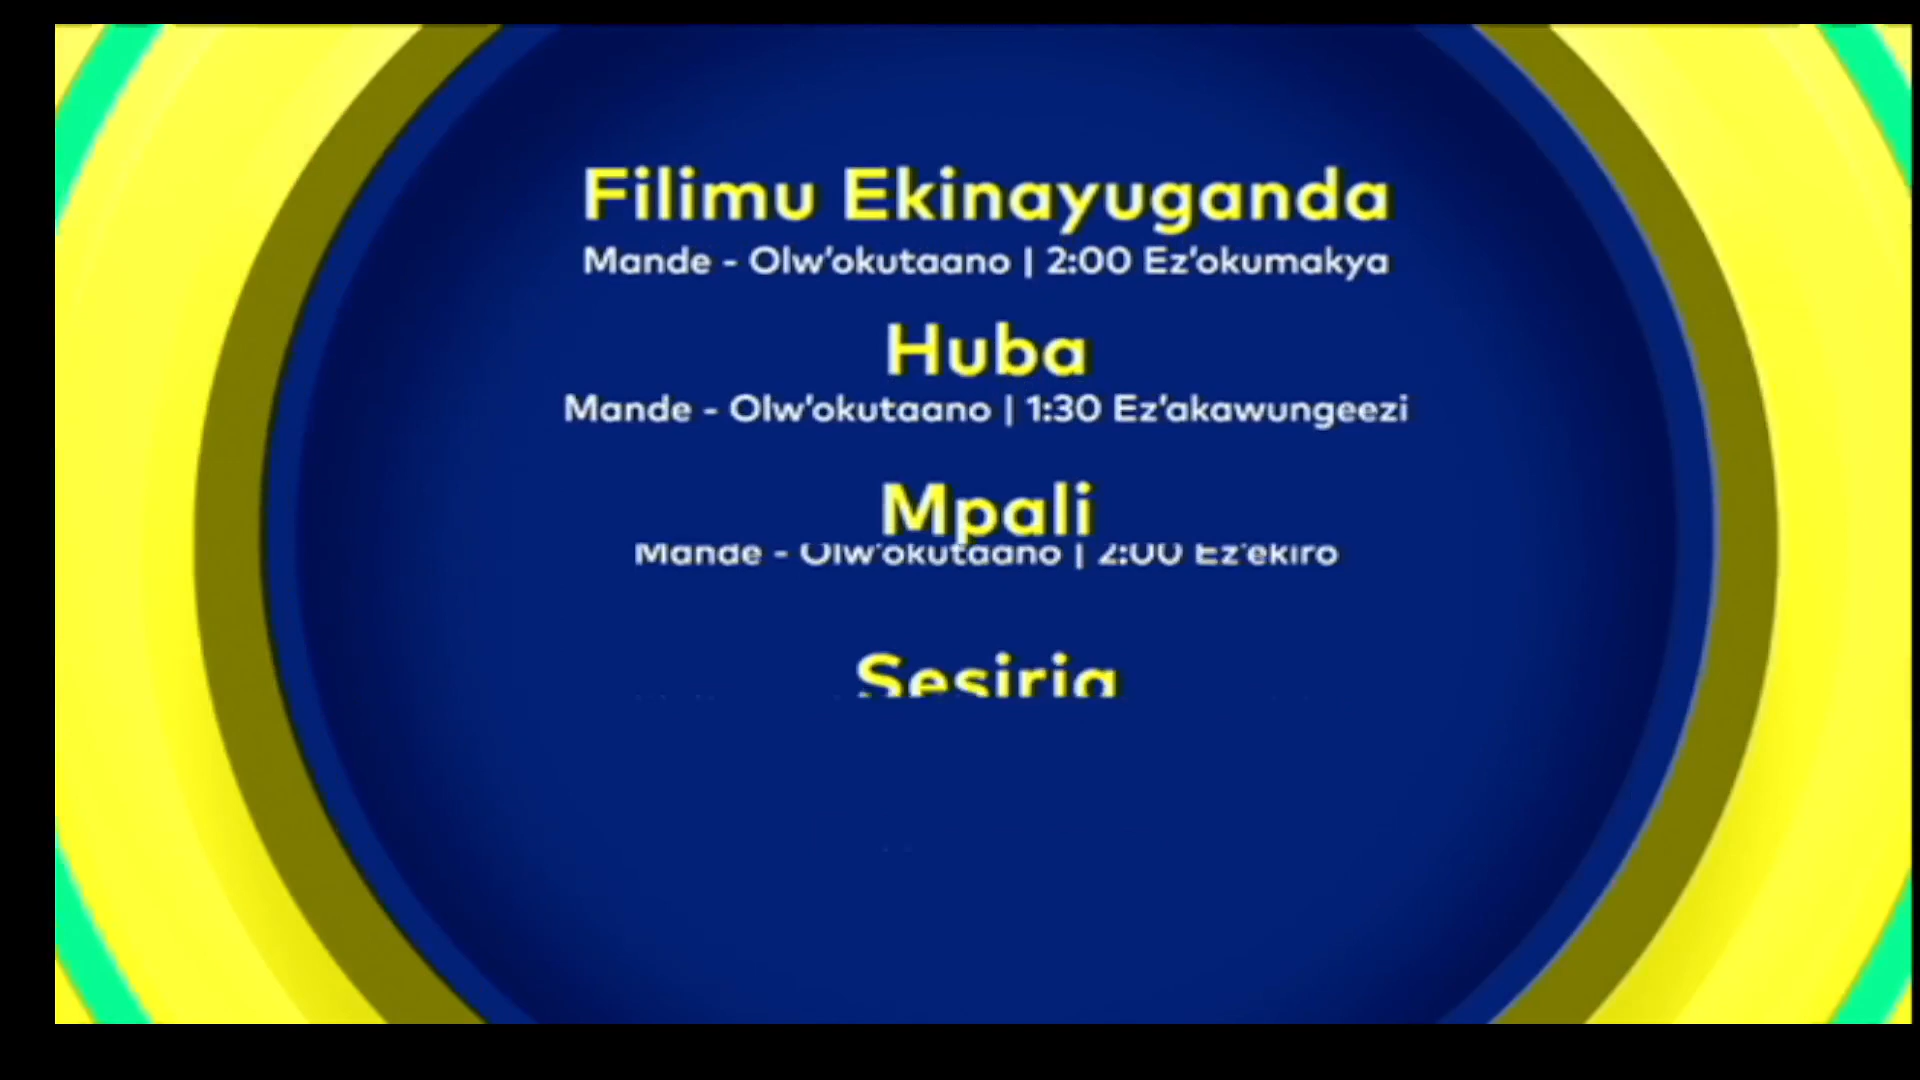 Filimu Ekinayuganda
Mande - Olw'okutaano | 2:00 Ez'okumakya
Huba
Mande - Olw'okutaano | 1:30 Ez'akawungeezi
Mpali
Mande - Olw'okutaano | 2:00 Ez'ekiro
Sesiria